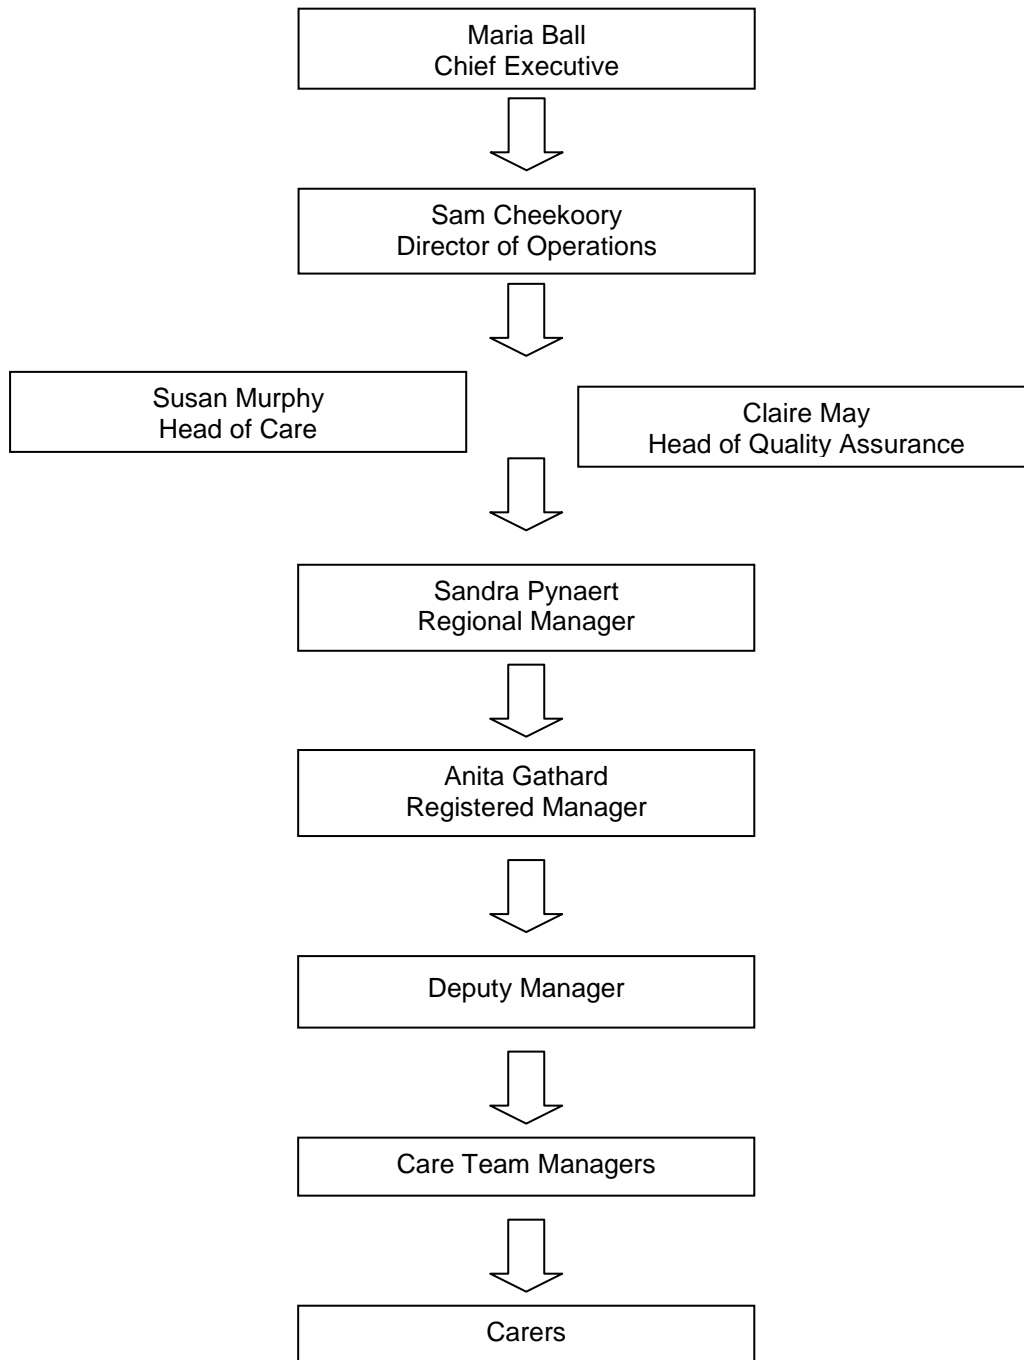 Maria Ball
Chief Executive
Sam Cheekoory
Director of Operations
Susan Murphy
Head of Care
Claire May
Head of Quality Assurance
Sandra Pynaert
Regional Manager
Anita Gathard
Registered Manager
Deputy Manager
Care Team Managers
Carers